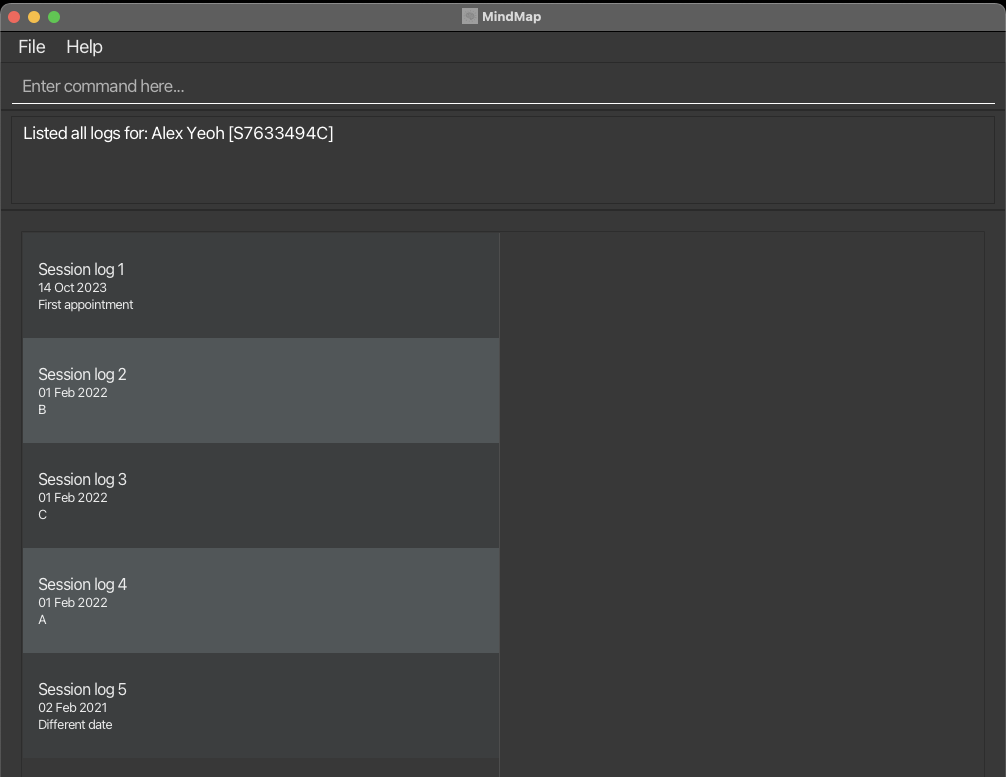 MindMap
File Help
Enter command here...
Listed all logs for: Alex Yeoh [S7633494C]
Session log 1
14 Oct 2023
First appointment
Session log 2
01 Feb 2022
B
Session log 3
01 Feb 2022
C
Session log 4
01 Feb 2022
A
Session log 5
02 Feb 2021
Different date